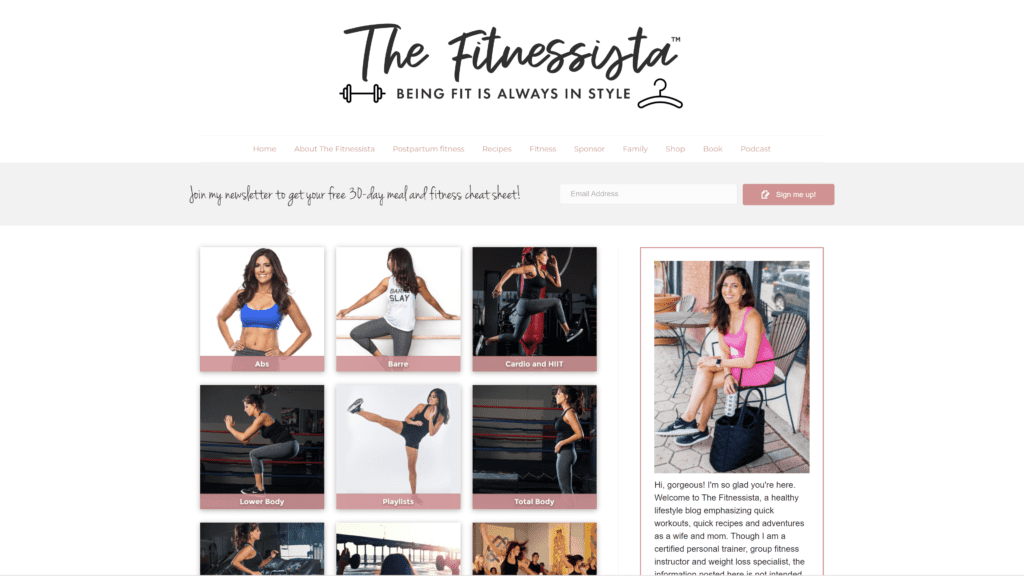 The Fitnessista™
BEING FIT IS ALWAYS IN STYLE
Home About The Fitnessista Postpartum fitness Recipes Fitness Sponsor Family Shop Book Podcast
Join my newsletter to get your free 30-day meal and fitness cheat sheet!
Email Address
Sign me up!
BARRE
SLAY
Abs
Barre
Cardio and HIIT
Lower Body
Playlists
Total Body
Hi, gorgeous! I'm so glad you're here.
Welcome to The Fitnessista, a healthy
lifestyle blog emphasizing quick
workouts, quick recipes and adventures
as a wife and mom. Though I am a
certified personal trainer, group fitness
instructor and weight loss specialist, the
information posted here is not intended